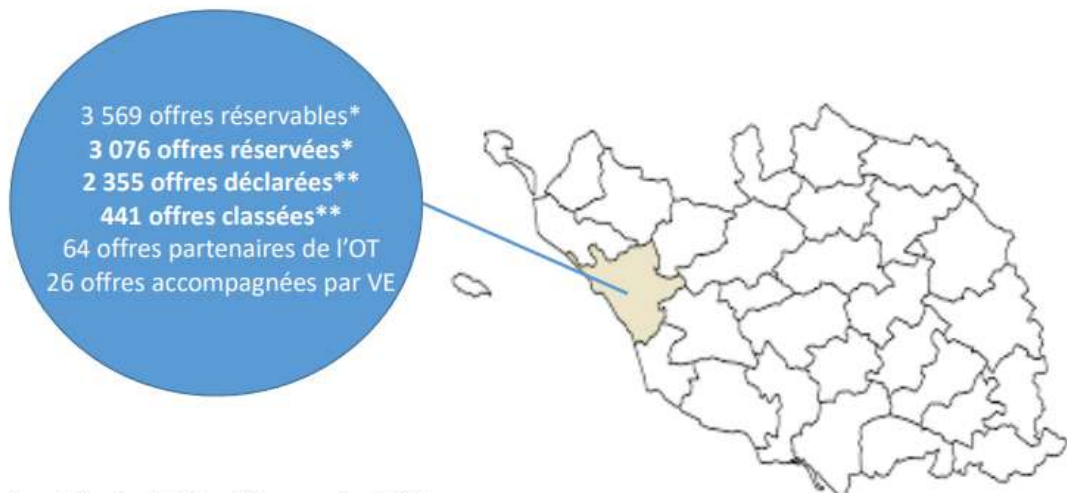 3 569 offres réservables*
3 076 offres réservées*
2 355 offres déclarées**
441 offres classées**
64 offres partenaires de l'OT
26 offres accompagnées par VE